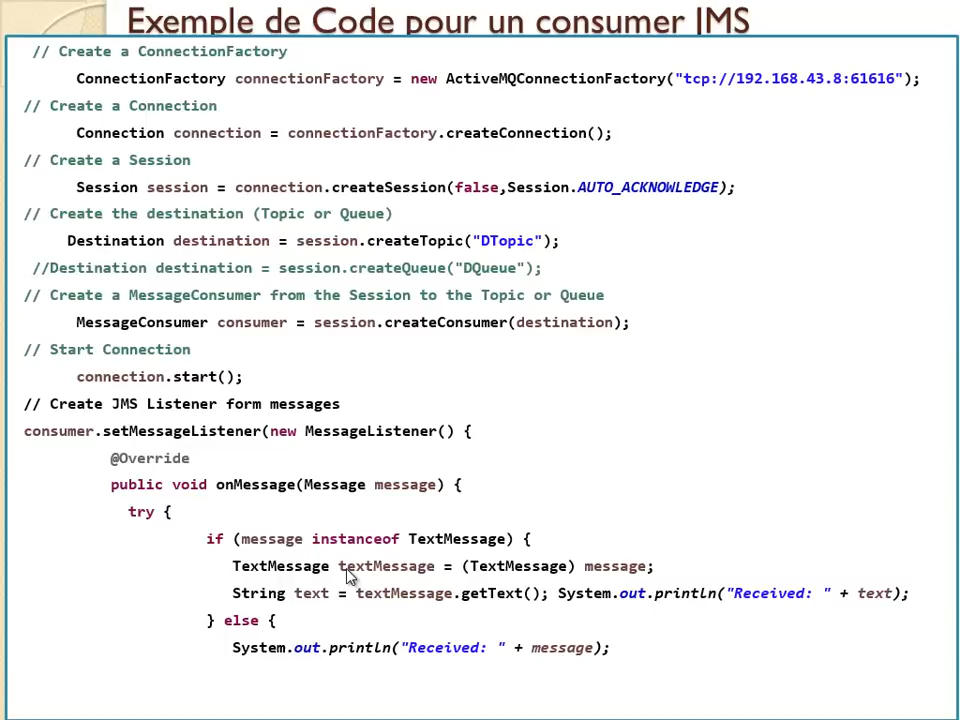 Exemple de Code pour un consumer JMS
// Create a ConnectionFactory
ConnectionFactory connectionFactory = new ActiveMQConnectionFactory("tcp://192.168.43.8:61616");
// Create a Connection
Connection connection = connectionFactory.createConnection();
// Create a Session
Session session = connection.createSession(false,Session.AUTO_ACKNOWLEDGE);
// Create the destination (Topic or Queue)
Destination destination = session.createTopic("DTopic");
//Destination destination = session.createQueue("DQueue");
// Create a MessageConsumer from the Session to the Topic or Queue
MessageConsumer consumer = session.createConsumer(destination);
// Start Connection
connection.start();
// Create JMS Listener form messages
consumer.setMessageListener(new MessageListener() {
@Override
public void onMessage(Message message) {
try {
if (message instanceof TextMessage) {
TextMessage textMessage = (TextMessage) message;
String text = textMessage.getText(); System.out.println("Received: " + text);
} else {
System.out.println("Received: " + message);